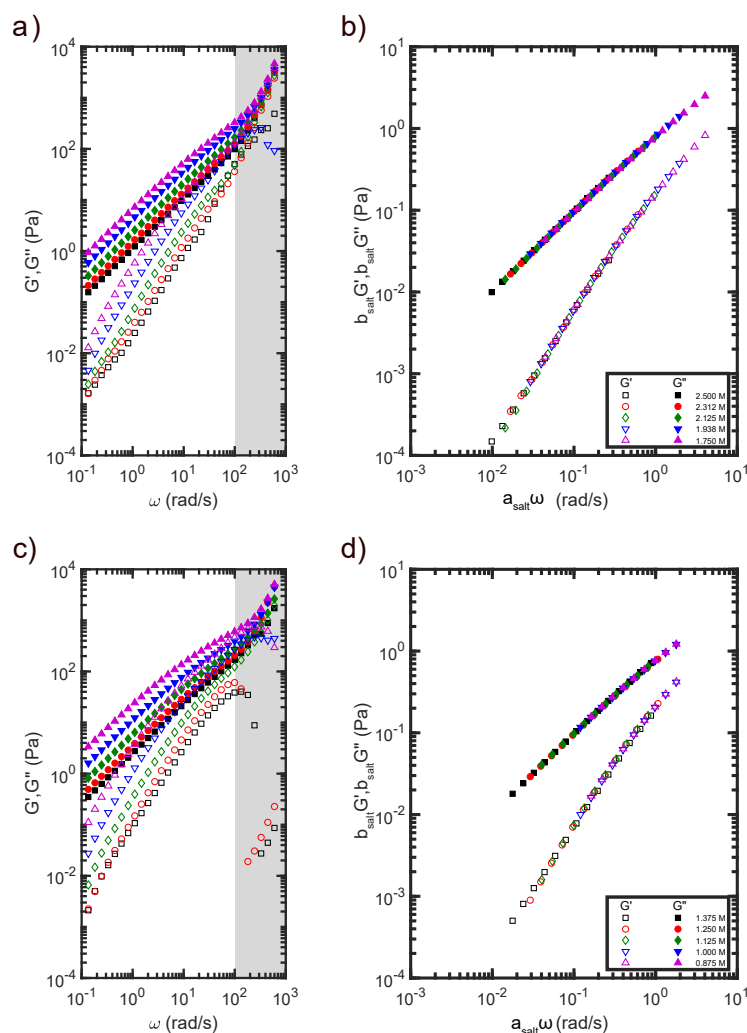 a)
10^4
10^2
10^0
10^-2
10^-4
G',G'' (Pa)
10^-1 10^0 10^1 10^2 10^3
ω (rad/s)
b)
10^1
10^0
10^-1
10^-2
10^-3
10^-4
b_salt G', b_salt G'' (Pa)
G' G''
2.500 M
2.312 M
2.125 M
1.938 M
1.750 M
10^-3 10^-2 10^-1 10^0 10^1
a_salt ω (rad/s)
c)
10^4
10^2
10^0
10^-2
10^-4
G',G'' (Pa)
10^-1 10^0 10^1 10^2 10^3
ω (rad/s)
d)
10^1
10^0
10^-1
10^-2
10^-3
10^-4
b_salt G', b_salt G'' (Pa)
G' G''
1.375 M
1.250 M
1.125 M
1.000 M
0.875 M
10^-3 10^-2 10^-1 10^0 10^1
a_salt ω (rad/s)